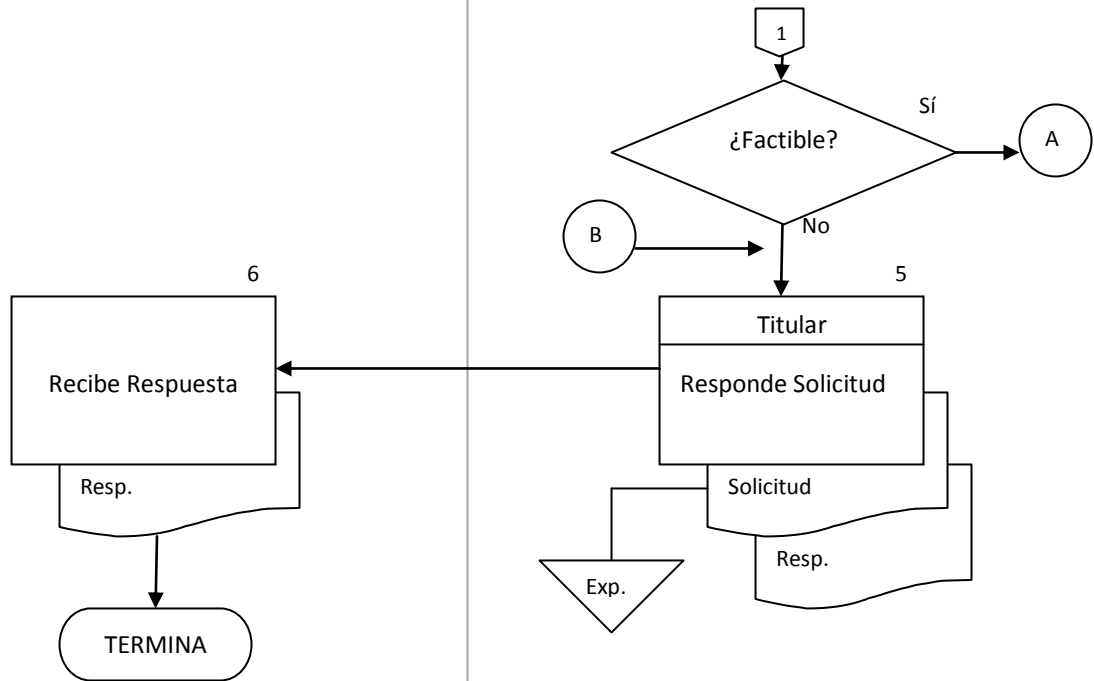 1
Sí
¿Factible?
A
No
B
6
5
Titular
Recibe Respuesta
Responde Solicitud
Resp.
Solicitud
Resp.
Exp.
TERMINA